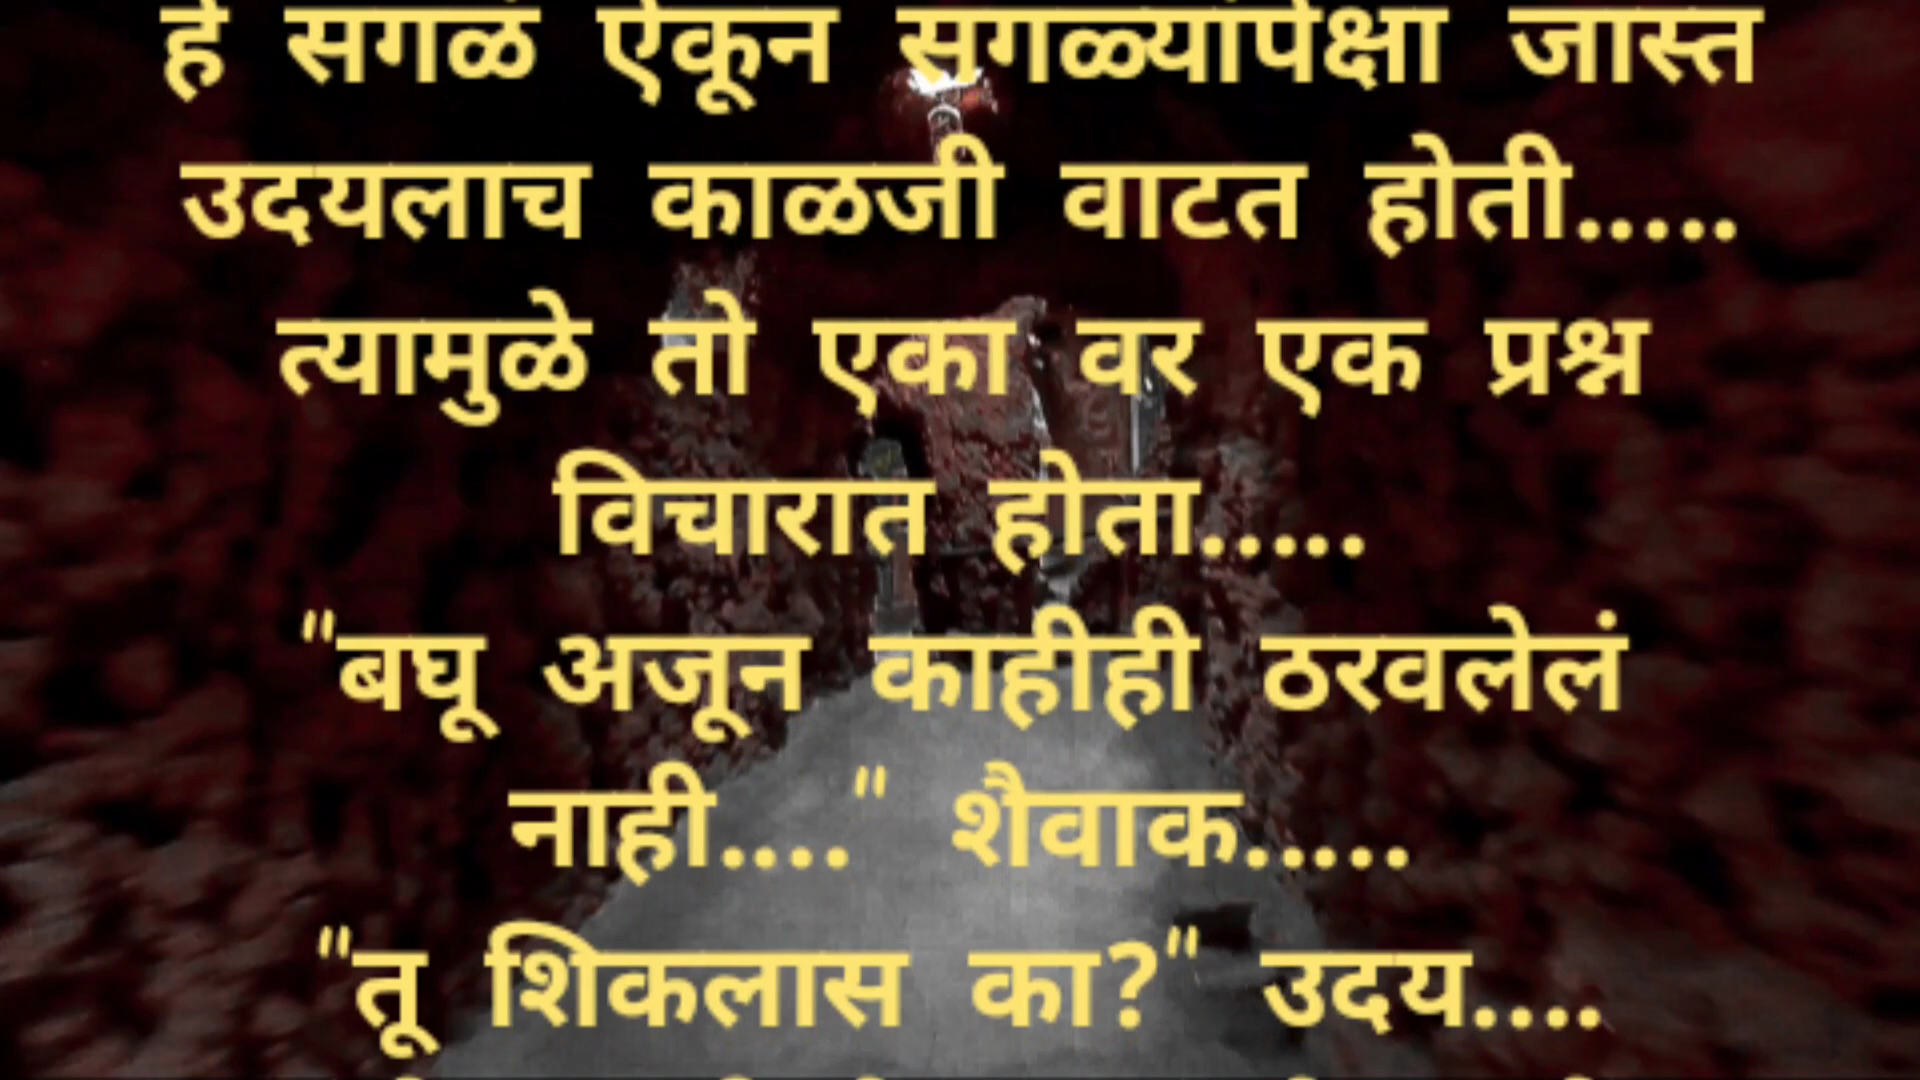 हे सगळं ऐकून सगळ्यांपेक्षा जास्त
उदयलाच काळजी वाटत होती.....
त्यामुळे तो एका वर एक प्रश्न
विचारात होता.....
"बघू अजून काहीही ठरवलेलं
नाही...." शैवाक.....
"तू शिकलास का?" उदय....